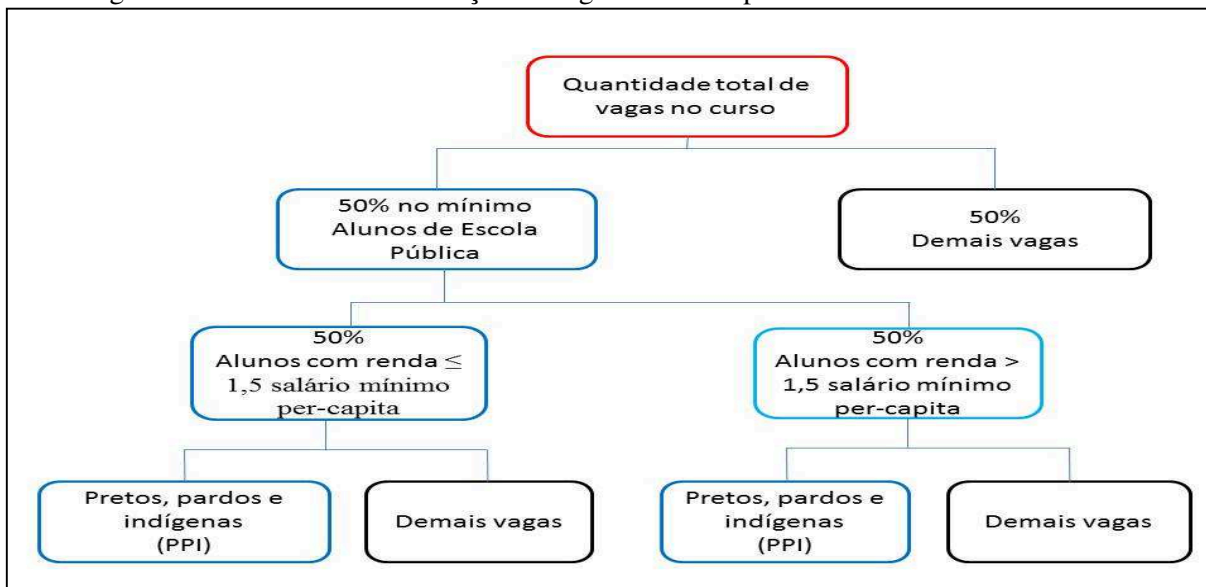 Quantidade total de
vagas no curso
50% no mínimo
Alunos de Escola
Pública
50%
Demais vagas
50%
Alunos com renda ≤
1,5 salário mínimo
per-capita
50%
Alunos com renda >
1,5 salário mínimo
per-capita
Pretos, pardos e
indígenas
(PPI)
Demais vagas
Pretos, pardos e
indígenas
(PPI)
Demais vagas